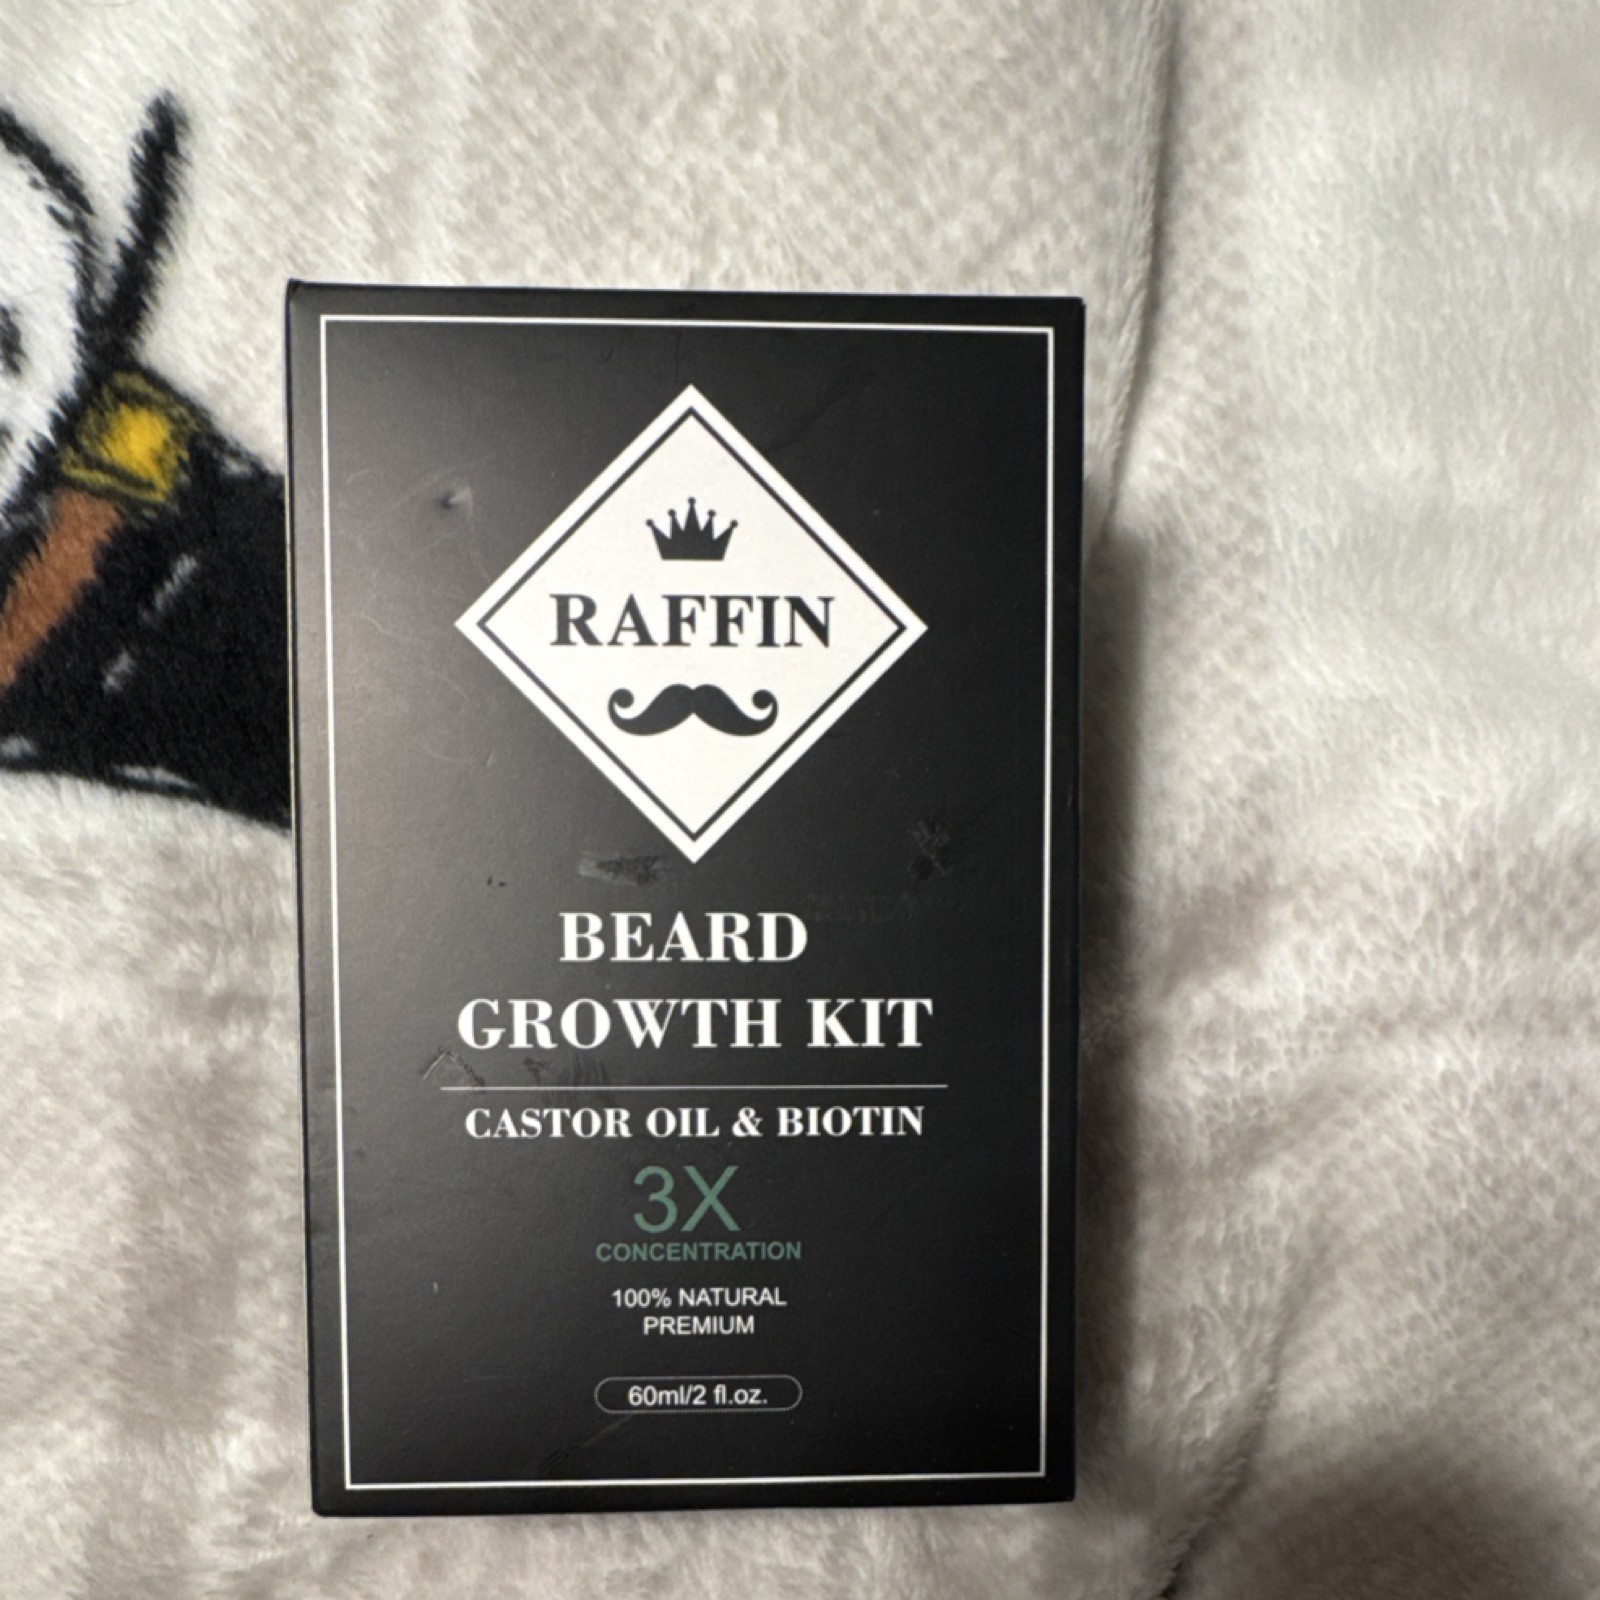 RAFFIN
BEARD
GROWTH KIT
CASTOR OIL & BIOTIN
3X
CONCENTRATION
100% NATURAL
PREMIUM
60ml/2 fl.oz.